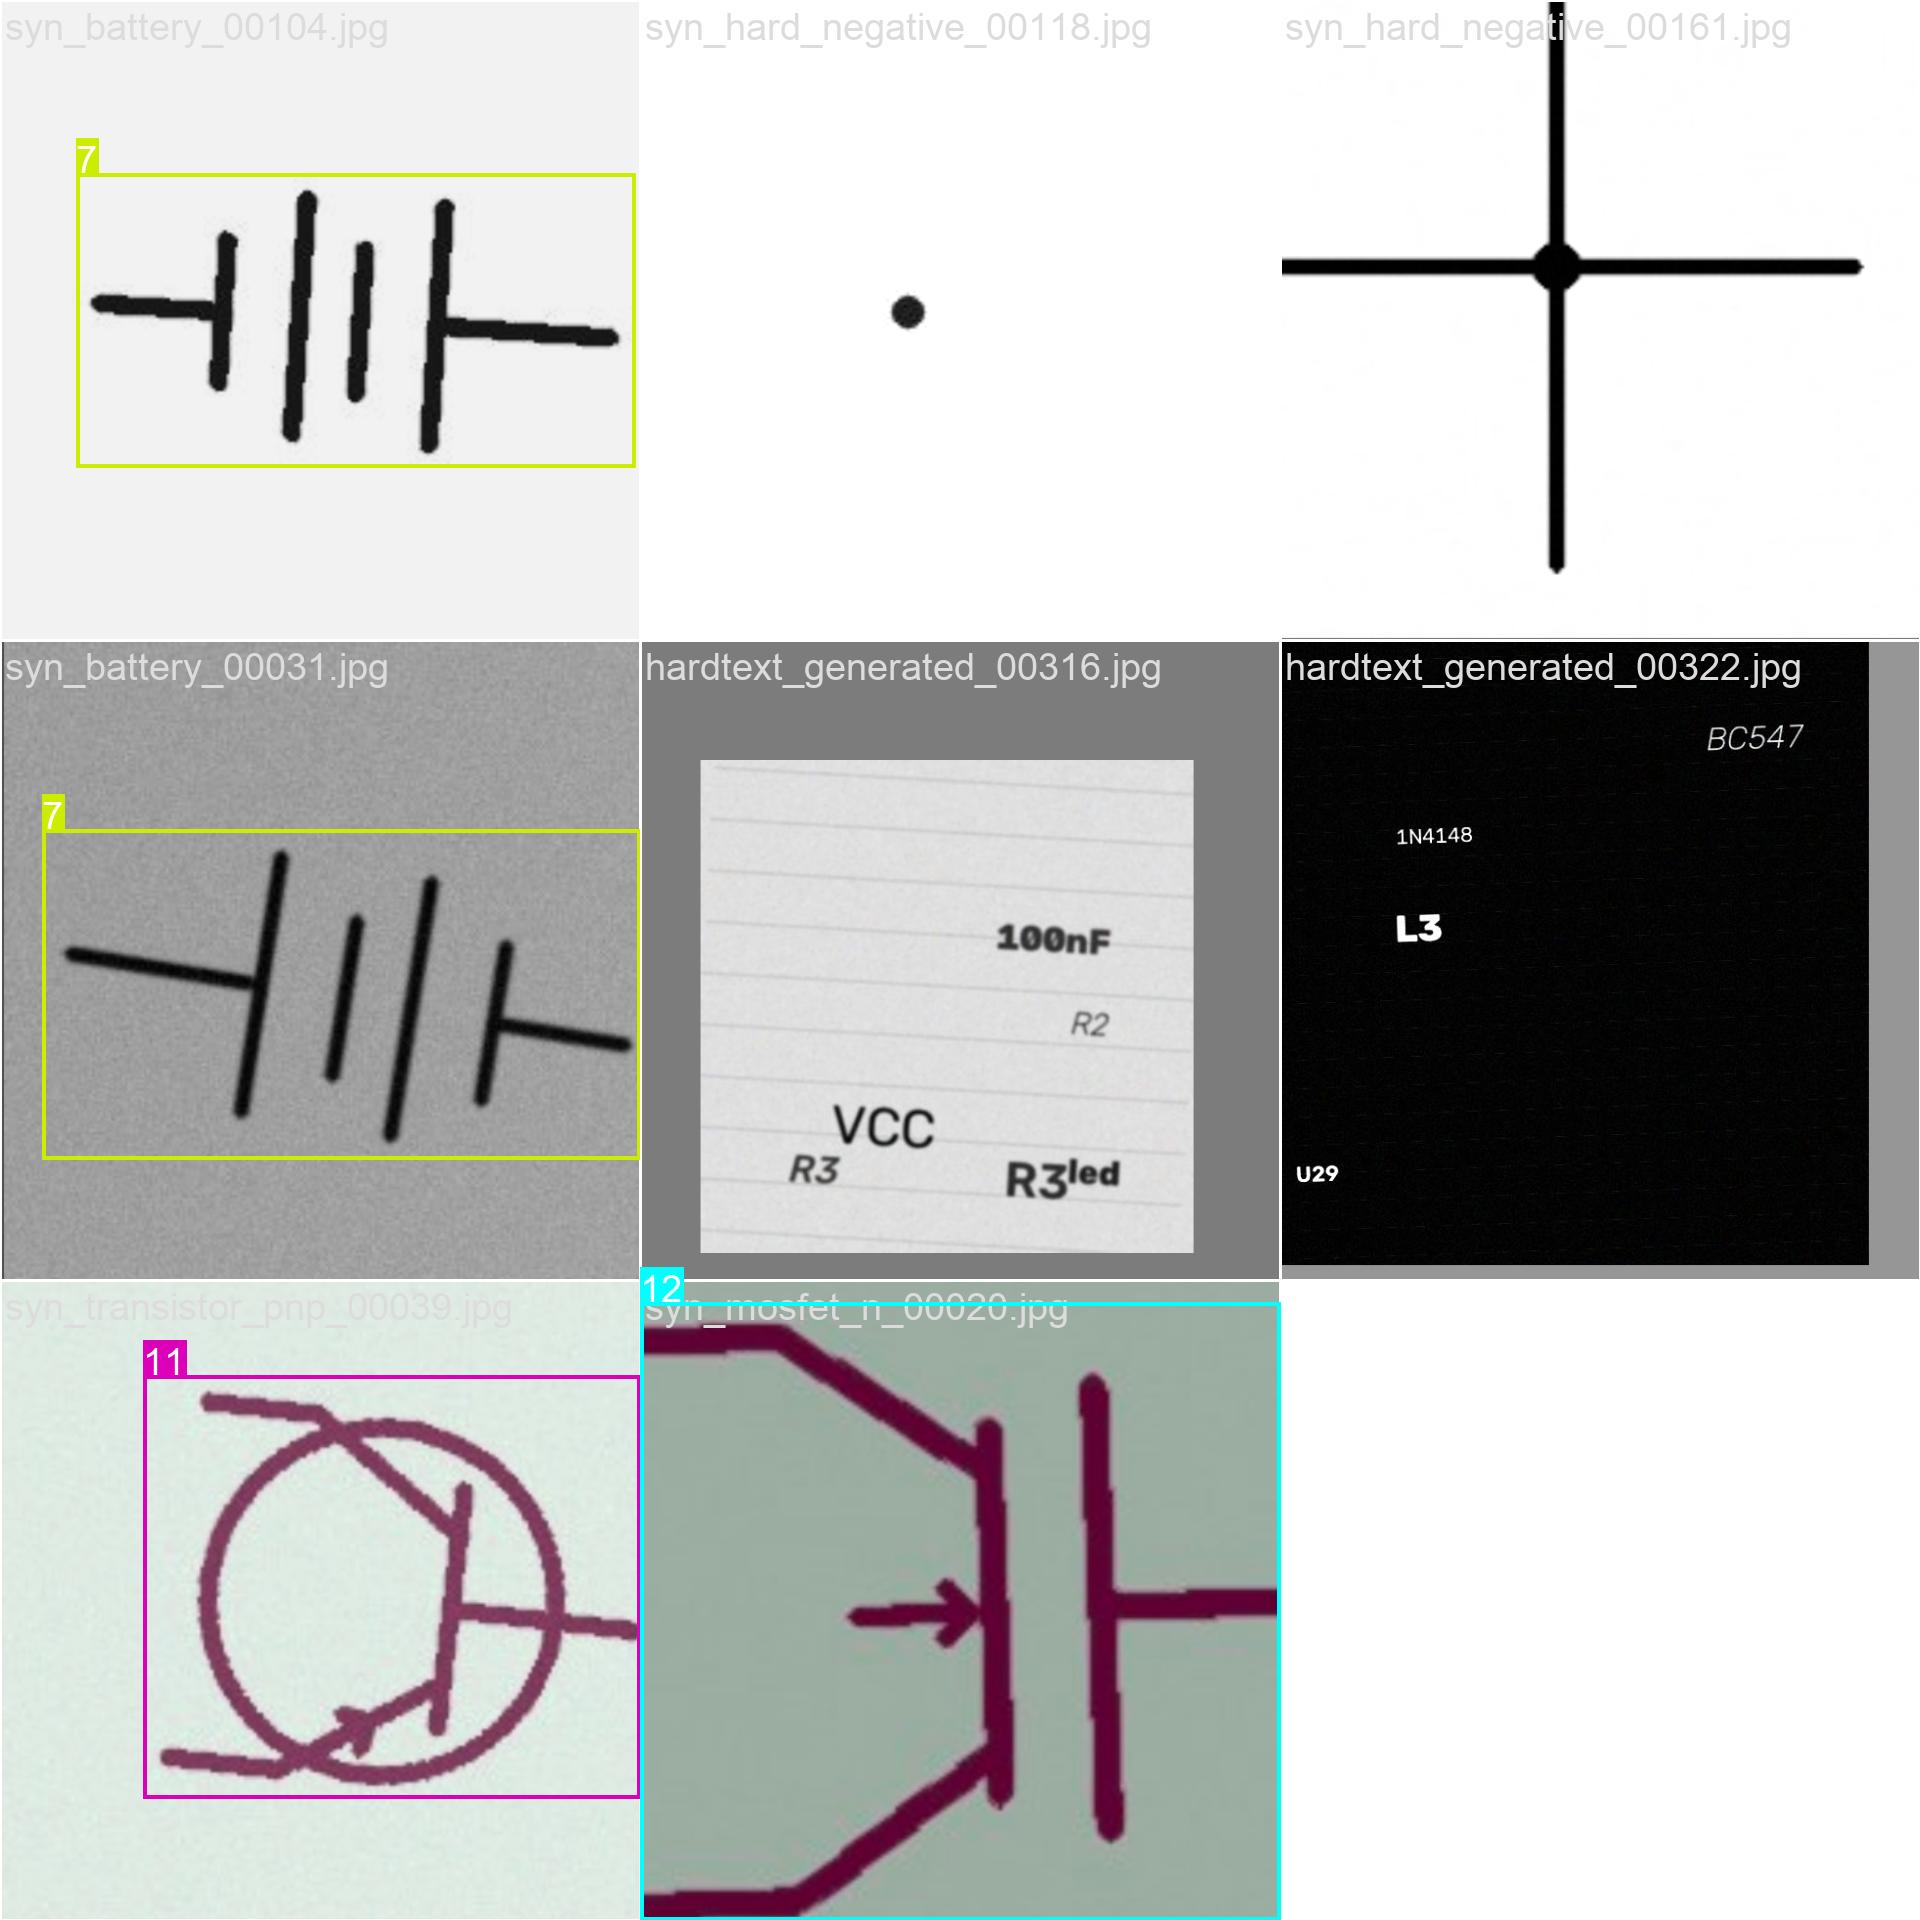 syn_battery_00104.jpg
syn_hard_negative_00118.jpg
syn_hard_negative_00161.jpg
7
syn_battery_00031.jpg
hardtext_generated_00316.jpg
hardtext_generated_00322.jpg
BC547
7
1N4148
L3
100nF
R2
VCC
R3
R3led
U29
12
syn_transistor_pnp_00039.jpg
syn_mosfet_n_00020.jpg
11